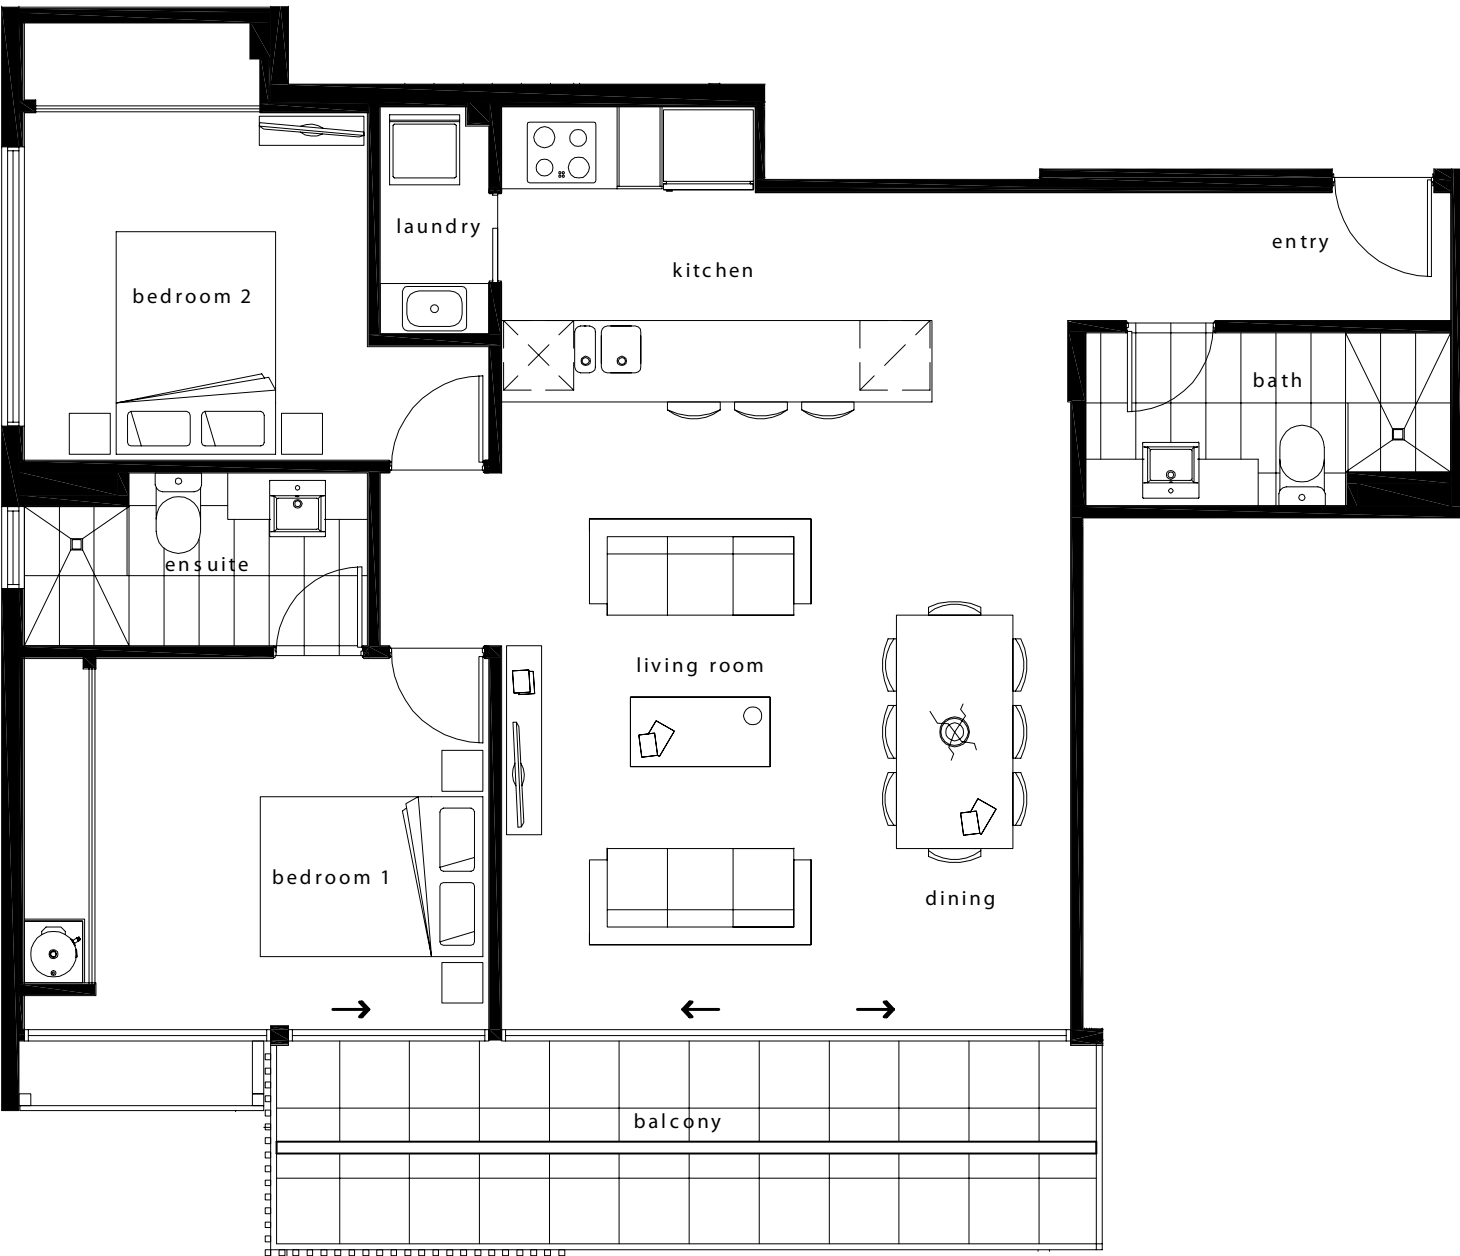 laundry
entry
kitchen
bedroom 2
bath
ensuite
living room
bedroom 1
dining
balcony